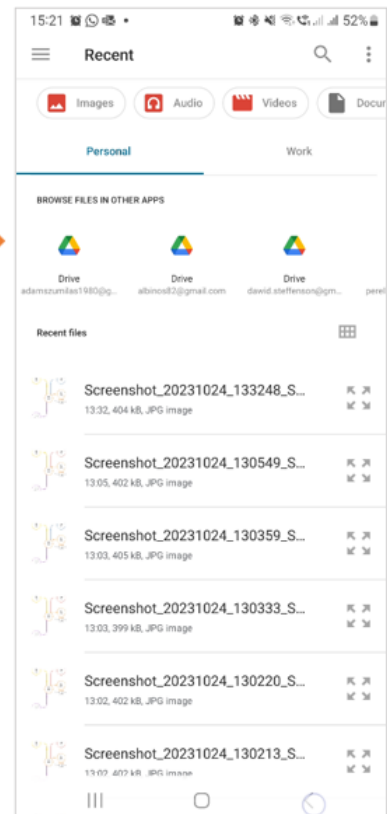 15:21 52%
Recent
Images Audio Videos Docur
Personal Work
BROWSE FILES IN OTHER APPS
Drive Drive Drive
adamszumilas1980@g... albinos82@gmail.com dawid.steffenson@gm... perel
Recent files
Screenshot_20231024_133248_S...
13:32, 404 kB, JPG image
Screenshot_20231024_130549_S...
13:05, 402 kB, JPG image
Screenshot_20231024_130359_S...
13:03, 405 kB, JPG image
Screenshot_20231024_130333_S...
13:03, 399 kB, JPG image
Screenshot_20231024_130220_S...
13:02, 402 kB, JPG image
Screenshot_20231024_130213_S...
13:02, 402 kB, JPG image